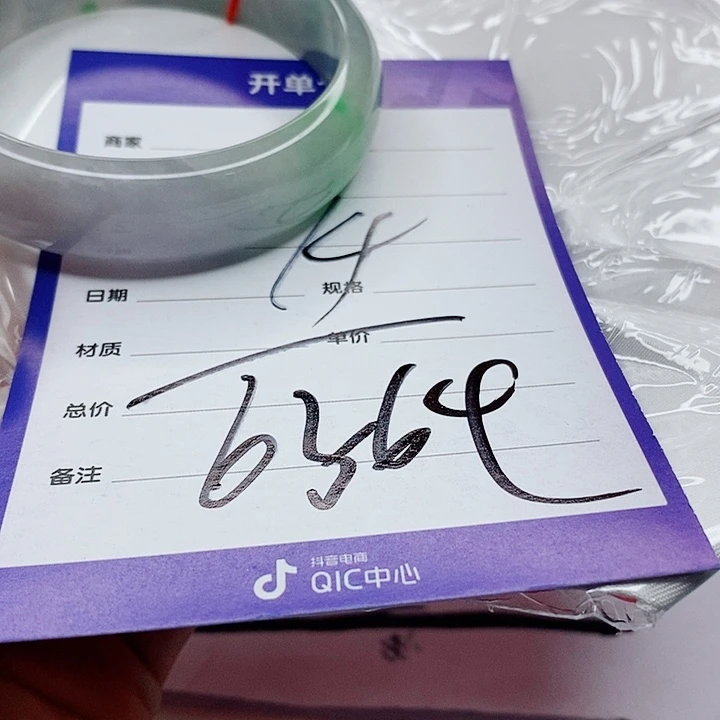 开单
商家
14
日期 规格
材质 单价
总价
636
备注
抖音电商
QIC中心